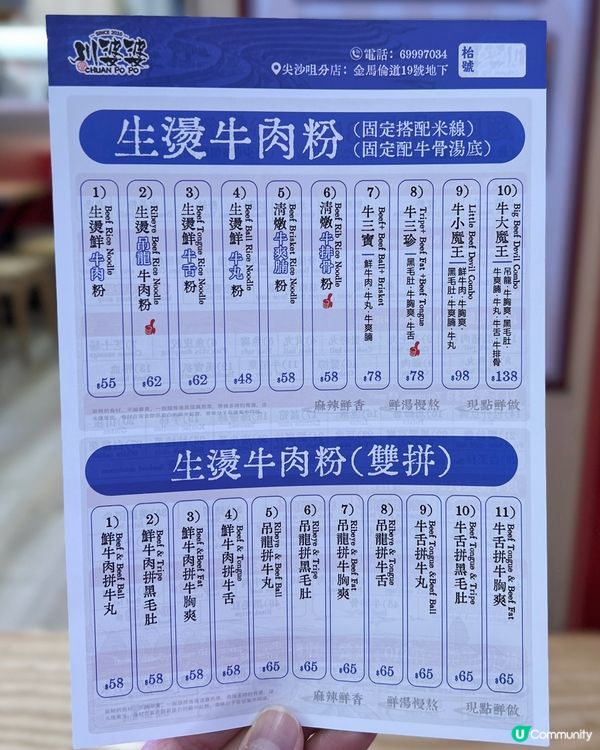 SINCE 2015
川婆婆
CHUAN PO PO
電話：69997034
尖沙咀分店：金馬倫道19號地下
枱號
生燙牛肉粉（固定搭配米線）
（固定配牛骨湯底）
1）生燙鮮牛肉粉
Beef Rice Noodle
$55
2）生燙吊龍牛肉粉
Ribeye Beef Rice Noodle
$62
3）生燙鮮牛舌粉
Beef Tongue Rice Noodle
$62
4）生燙鮮牛丸粉
Beef Ball Rice Noodle
$48
5）清燉牛爽腩粉
Beef Brisket Rice Noodle
$58
6）清燉牛排骨粉
Beef Rib Rice Noodle
$58
7）牛三寶｜鮮牛肉·牛丸·牛爽腩
Beef+ Beef Ball+ Brisket
$78
8）牛三珍｜黑毛肚·牛胸爽·牛舌
Tripe+ Beef Fat +Beef Tongue
$78
9）牛小魔王｜鮮牛肉·牛胸爽·黑毛肚·牛爽腩·牛丸
Little Beef Devil Combo
$98
10）牛大魔王｜吊龍·牛胸爽·黑毛肚·牛爽腩·牛丸·牛舌·牛排骨
Big Beef Devil Combo
$138
麻辣鮮香 鮮湯慢熬 現點鮮做
生燙牛肉粉（雙拼）
1）鮮牛肉拼牛丸
Beef & Beef Ball
$58
2）鮮牛肉拼黑毛肚
Beef & Tripe
$58
3）鮮牛肉拼牛胸爽
Beef &Beef Fat
$58
4）鮮牛肉拼牛舌
Beef & Tongue
$58
5）吊龍拼牛丸
Ribeye & Beef Ball
$65
6）吊龍拼黑毛肚
Ribeye & Tripe
$65
7）吊龍拼牛胸爽
Ribeye & Beef Fat
$65
8）吊龍拼牛舌
Ribeye & Tongue
$65
9）牛舌拼牛丸
Beef Tongue &Beef Ball
$65
10）牛舌拼黑毛肚
Beef Tongue & Tripe
$65
11）牛舌拼牛胸爽
Beef Tongue & Beef Fat
$65
麻辣鮮香 鮮湯慢熬 現點鮮做
U Community